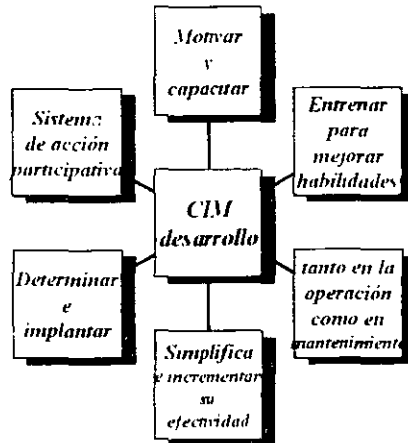 Motivar
y
capacitar
Entrenar
para
mejorar
habilidades
tanto en la
operación
como en
mantenimiento
Simplifica
e incrementar
su
efectividad
Determinar
e
implantar
Sistema
de acción
participativa
CIM
desarrollo